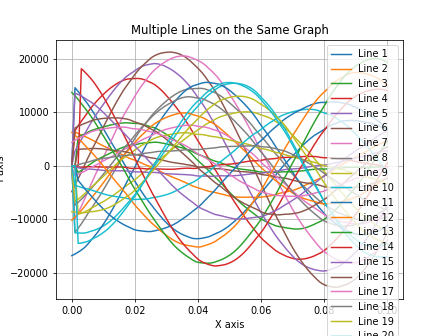 Multiple Lines on the Same Graph
20000
10000
0
−10000
−20000
0.00
0.02
0.04
0.06
X axis
Line 1
Line 2
Line 3
Line 4
Line 5
Line 6
Line 7
Line 8
Line 9
Line 10
Line 11
Line 12
Line 13
Line 14
Line 15
Line 16
Line 17
Line 18
Line 19
Line 20